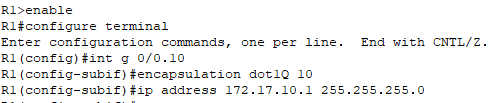 R1>enable
R1#configure terminal
Enter configuration commands, one per line.  End with CNTL/Z.
R1(config)#int g 0/0.10
R1(config-subif)#encapsulation dot1Q 10
R1(config-subif)#ip address 172.17.10.1 255.255.255.0